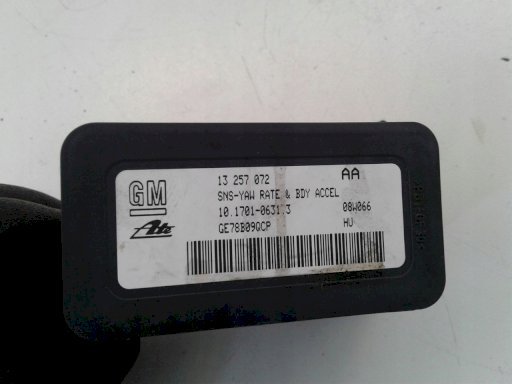 GM
13 257 072 AA
SNS-YAW RATE & BDY ACCEL
10.1701-0631.3 08W066
GE78B09QCP HU
Ate